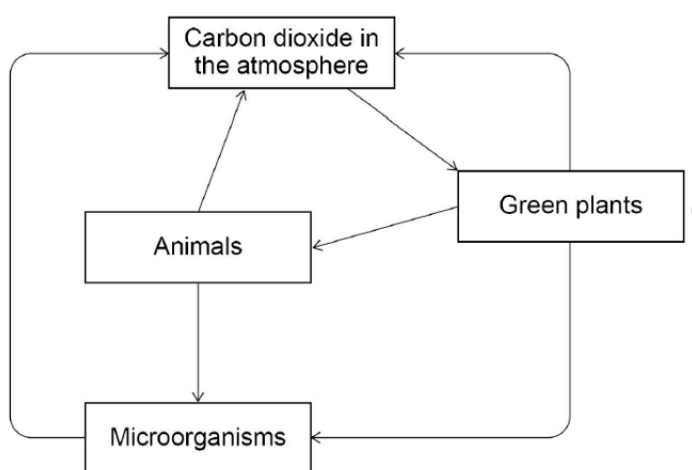 Carbon dioxide in
the atmosphere
Green plants
Animals
Microorganisms